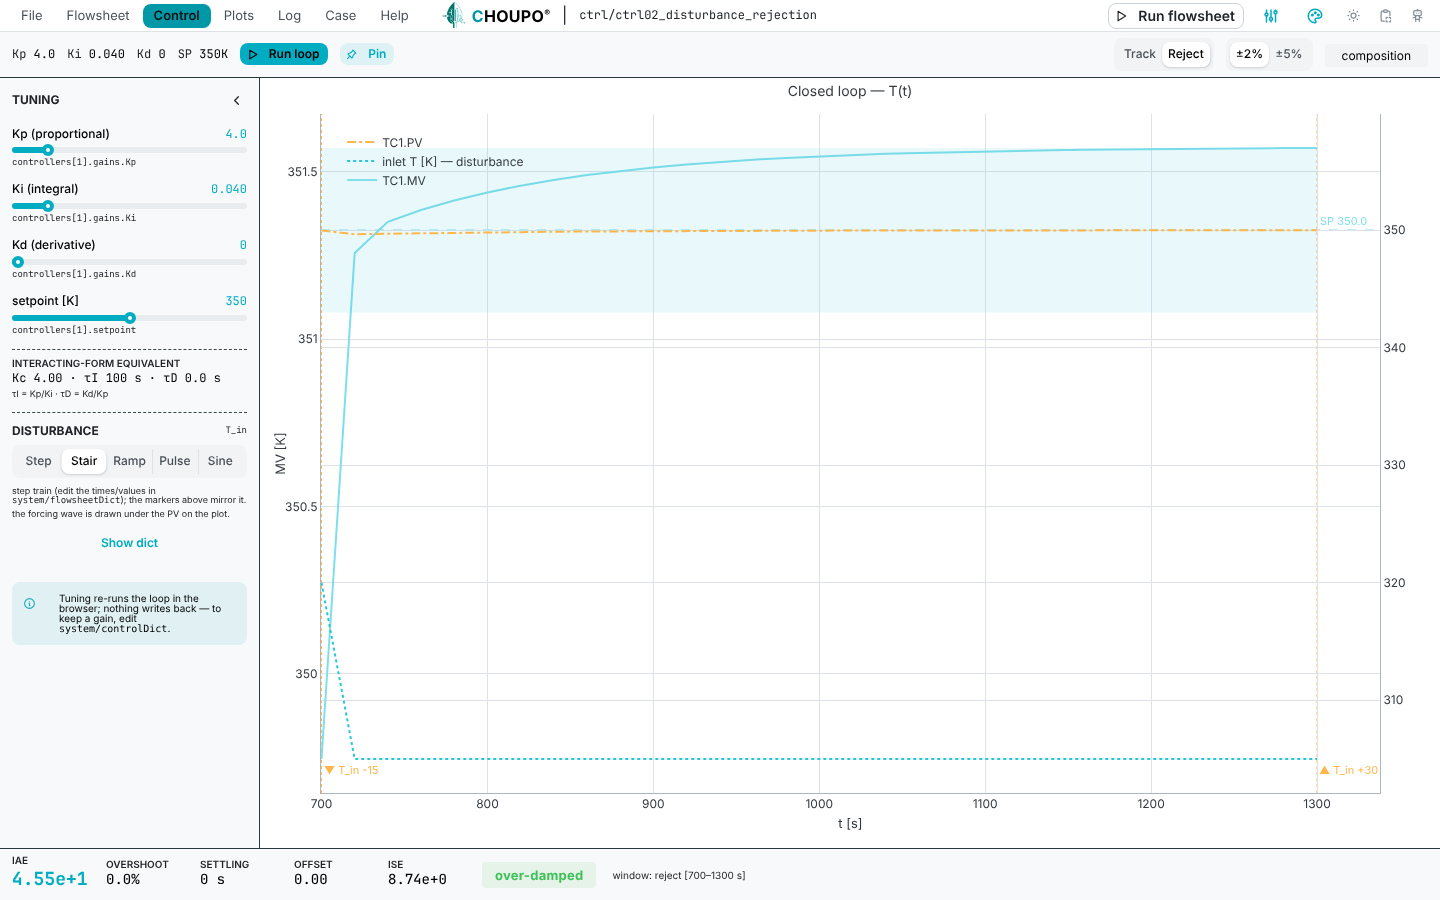 File Flowsheet Control Plots Log Case Help CHOUPO® ctrl/ctrl02_disturbance_rejection Run flowsheet
Kp 4.0 Ki 0.040 Kd 0 SP 350K Run loop Pin Track Reject ±2% ±5% composition
TUNING
Kp (proportional) 4.0
controllers[1].gains.Kp
Ki (integral) 0.040
controllers[1].gains.Ki
Kd (derivative) 0
controllers[1].gains.Kd
setpoint [K] 350
controllers[1].setpoint
INTERACTING-FORM EQUIVALENT
Kc 4.00 · τI 100 s · τD 0.0 s
τI = Kp/Ki · τD = Kd/Kp
DISTURBANCE T_in
Step Stair Ramp Pulse Sine
step train (edit the times/values in
system/flowsheetDict); the markers above mirror it.
the forcing wave is drawn under the PV on the plot.
Show dict
Tuning re-runs the loop in the
browser; nothing writes back — to
keep a gain, edit
system/controlDict.
Closed loop — T(t)
TC1.PV
inlet T [K] — disturbance
TC1.MV
351.5
351
350.5
350
MV [K]
SP 350.0
350
340
330
320
310
T_in -15
T_in +30
700 800 900 1000 1100 1200 1300
t [s]
IAE OVERSHOOT SETTLING OFFSET ISE
4.55e+1 0.0% 0 s 0.00 8.74e+0 over-damped window: reject [700–1300 s]